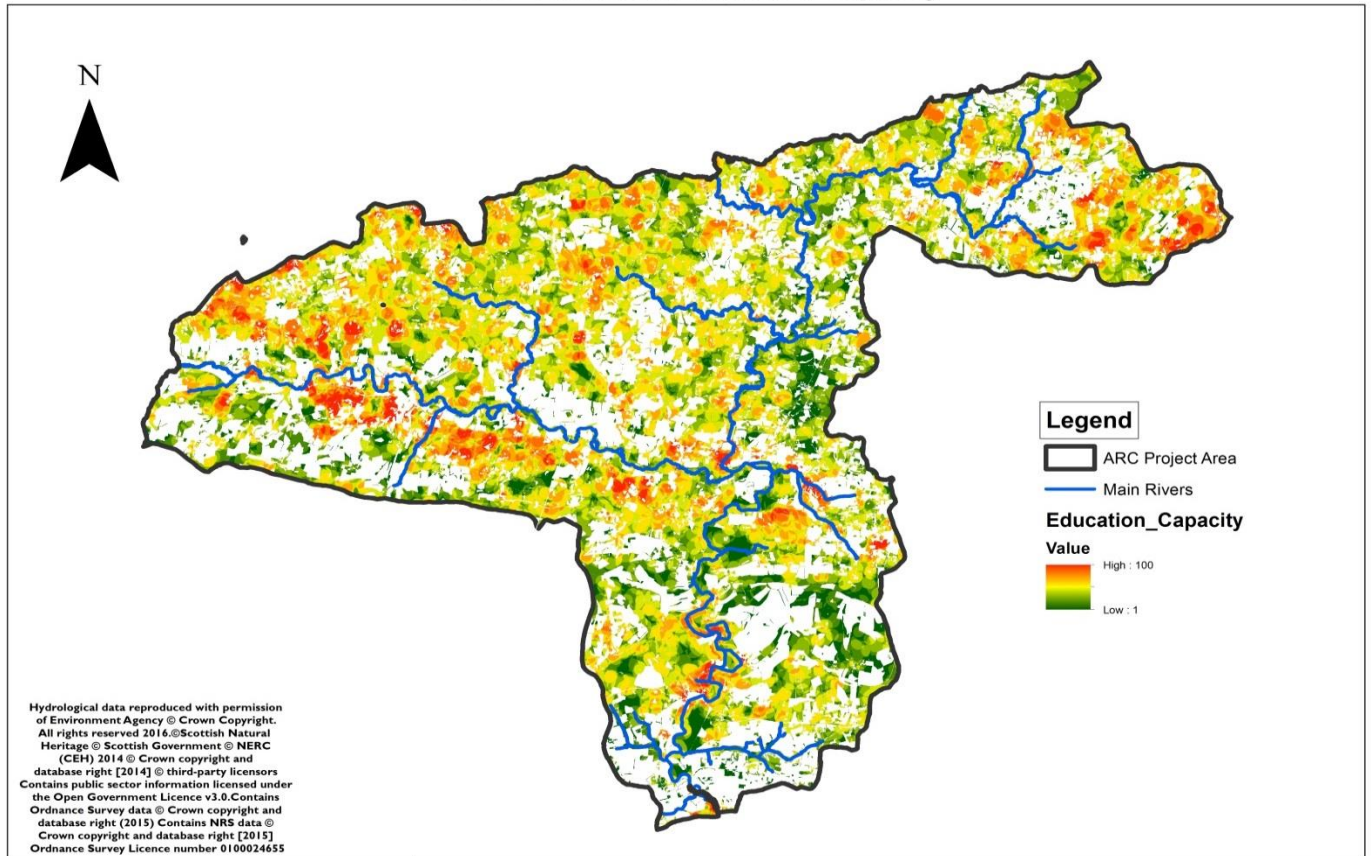 N
Legend
ARC Project Area
Main Rivers
Education_Capacity
Value
High : 100
Low : 1
Hydrological data reproduced with permission
of Environment Agency © Crown Copyright.
All rights reserved 2016.©Scottish Natural
Heritage © Scottish Government © NERC
(CEH) 2014 © Crown copyright and
database right [2014] © third-party licensors
Contains public sector information licensed under
the Open Government Licence v3.0.Contains
Ordnance Survey data © Crown copyright and
database right (2015) Contains NRS data ©
Crown copyright and database right [2015]
Ordnance Survey Licence number 0100024655